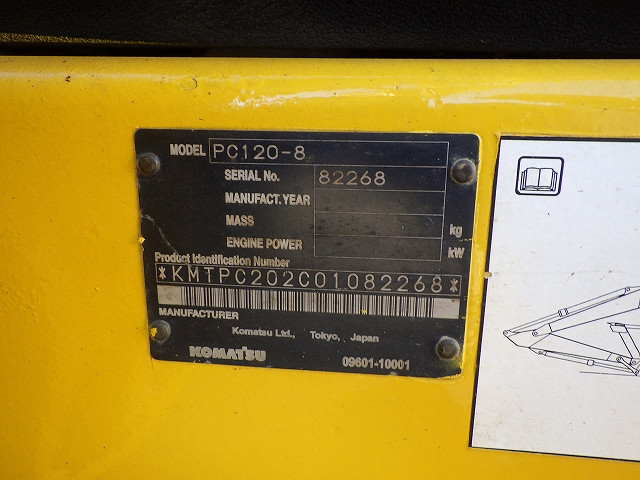 MODEL PC120-8
SERIAL No. 82268
MANUFACT.YEAR
MASS kg
ENGINE POWER kW
Product Identification Number
*KMTPC202C01082268*
MANUFACTURER
Komatsu Ltd., Tokyo, Japan
KOMATSU 09601-10001